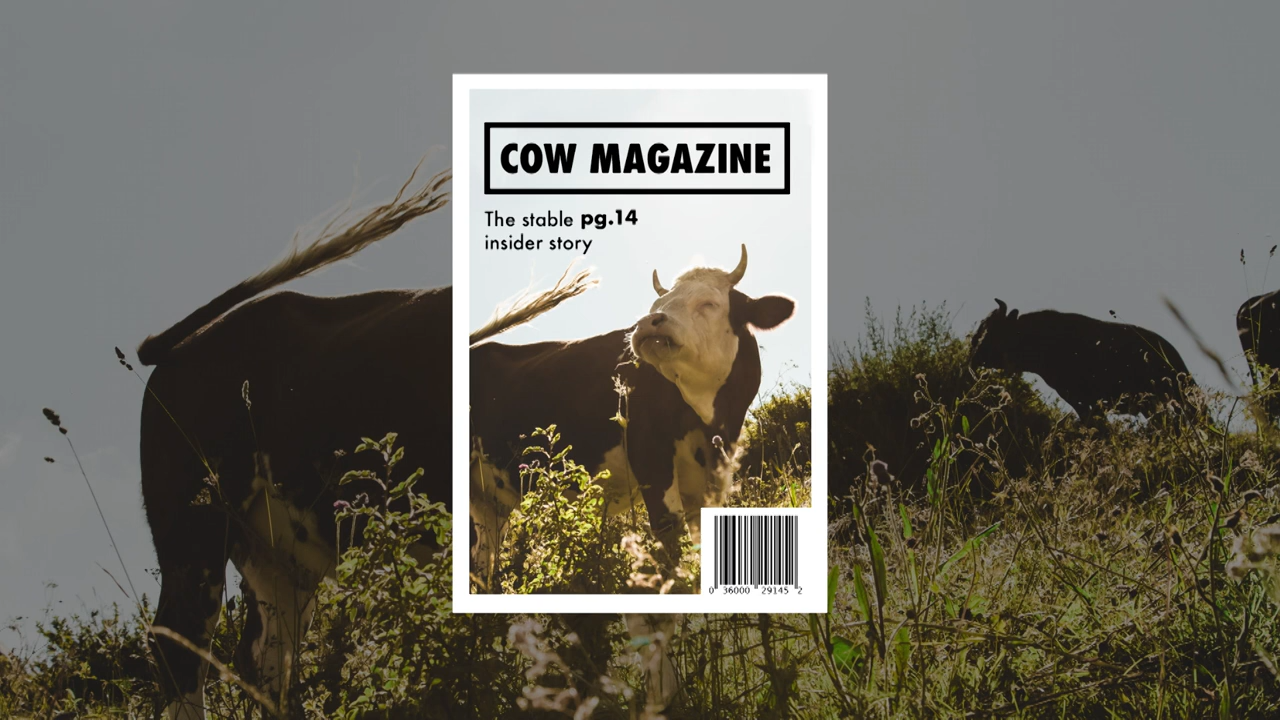 COW MAGAZINE
The stable pg.14
insider story
0 36000 29145 2